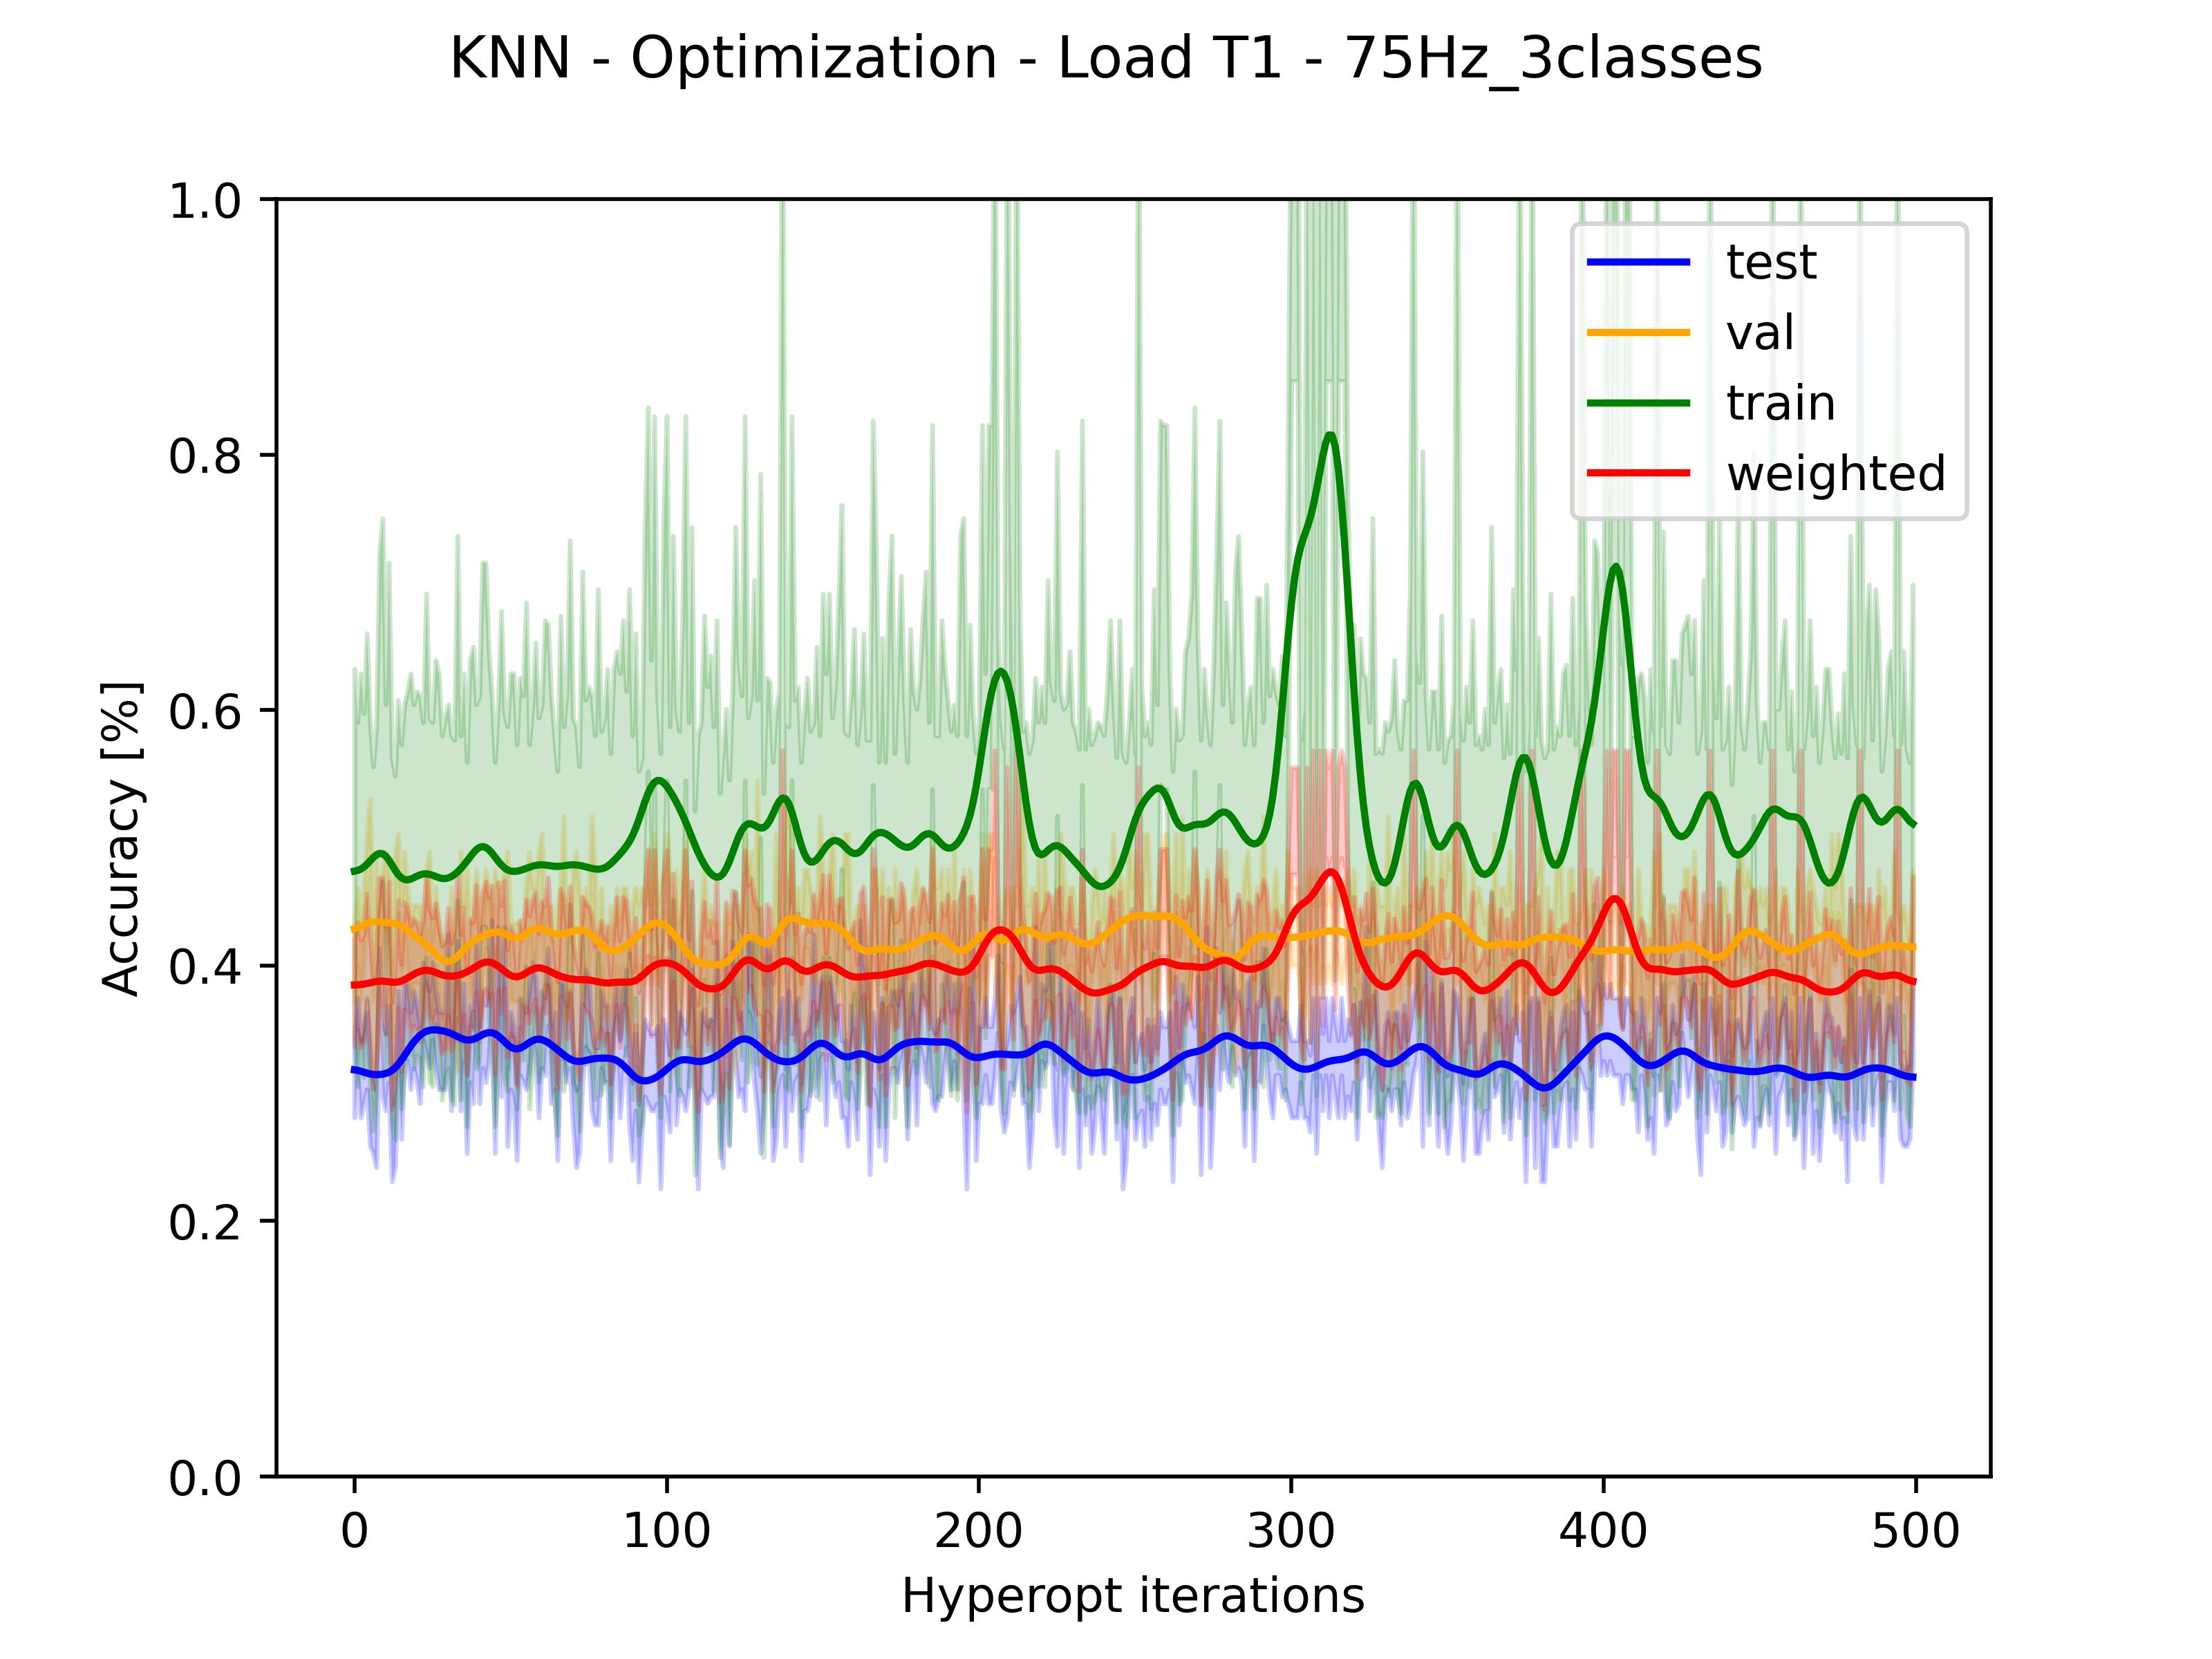 KNN - Optimization - Load T1 - 75Hz_3classes
1.0
0.8
0.6
0.4
0.2
0.0
Accuracy [%]
test
val
train
weighted
0 100 200 300 400 500
Hyperopt iterations